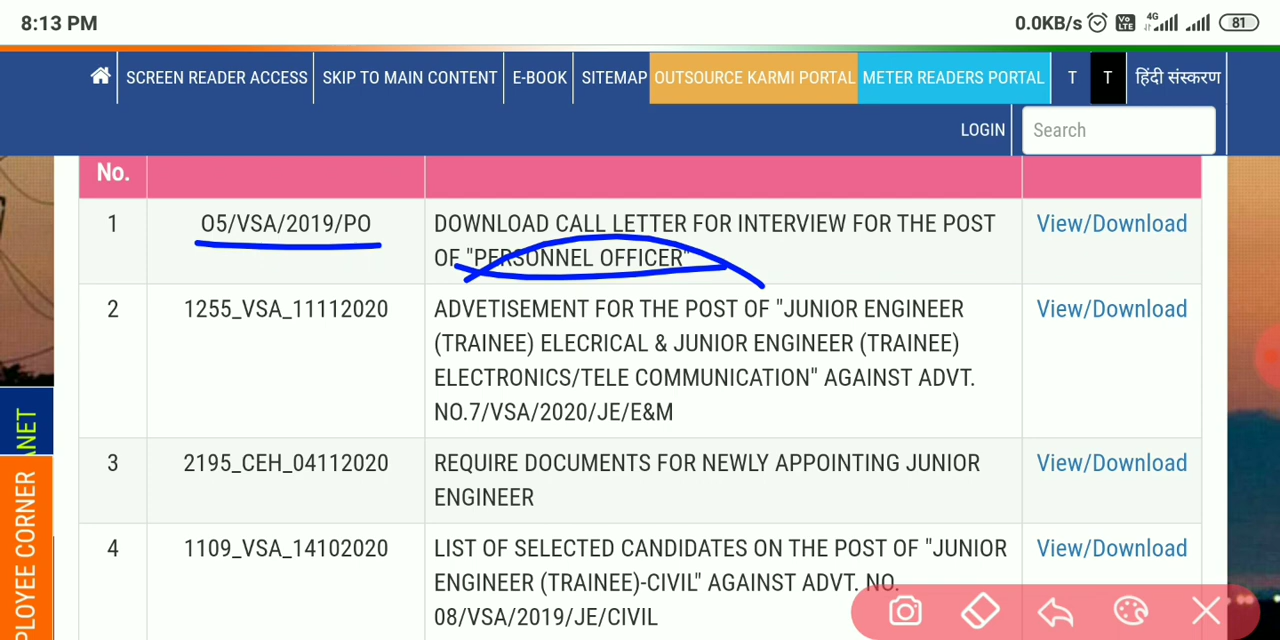 8:13 PM 0.0KB/s Vo LTE 4G 81
SCREEN READER ACCESS SKIP TO MAIN CONTENT E-BOOK SITEMAP OUTSOURCE KARMI PORTAL METER READERS PORTAL T T हिंदी संस्करण
LOGIN Search
No.
1 O5/VSA/2019/PO DOWNLOAD CALL LETTER FOR INTERVIEW FOR THE POST View/Download
OF "PERSONNEL OFFICER"
2 1255_VSA_11112020 ADVETISEMENT FOR THE POST OF "JUNIOR ENGINEER View/Download
(TRAINEE) ELECRICAL & JUNIOR ENGINEER (TRAINEE)
ELECTRONICS/TELE COMMUNICATION" AGAINST ADVT.
NO.7/VSA/2020/JE/E&M
3 2195_CEH_04112020 REQUIRE DOCUMENTS FOR NEWLY APPOINTING JUNIOR View/Download
ENGINEER
4 1109_VSA_14102020 LIST OF SELECTED CANDIDATES ON THE POST OF "JUNIOR View/Download
ENGINEER (TRAINEE)-CIVIL" AGAINST ADVT. NO.
08/VSA/2019/JE/CIVIL
ANET
PLOYEE CORNER